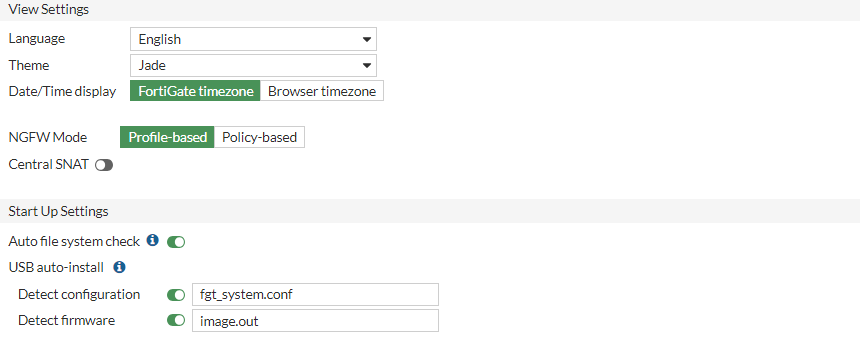 View Settings
Language English
Theme Jade
Date/Time display FortiGate timezone Browser timezone
NGFW Mode Profile-based Policy-based
Central SNAT
Start Up Settings
Auto file system check
USB auto-install
Detect configuration fgt_system.conf
Detect firmware image.out